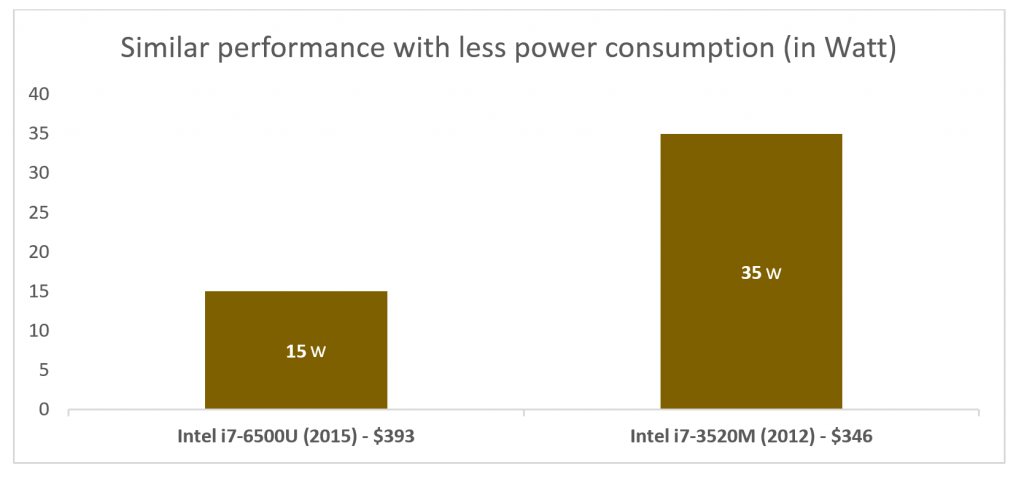 Similar performance with less power consumption (in Watt)
40
35
30
25
20
15
10
5
0
35 W
15 W
Intel i7-6500U (2015) - $393
Intel i7-3520M (2012) - $346